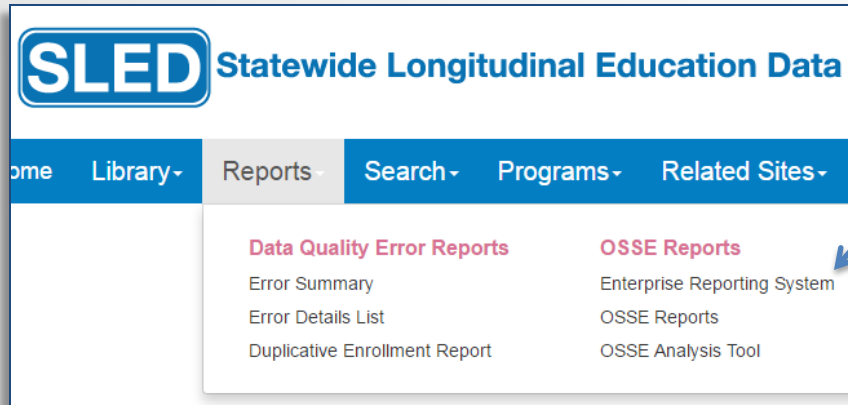 SLED Statewide Longitudinal Education Data
ome Library Reports Search Programs Related Sites
Data Quality Error Reports
Error Summary
Error Details List
Duplicative Enrollment Report
OSSE Reports
Enterprise Reporting System
OSSE Reports
OSSE Analysis Tool